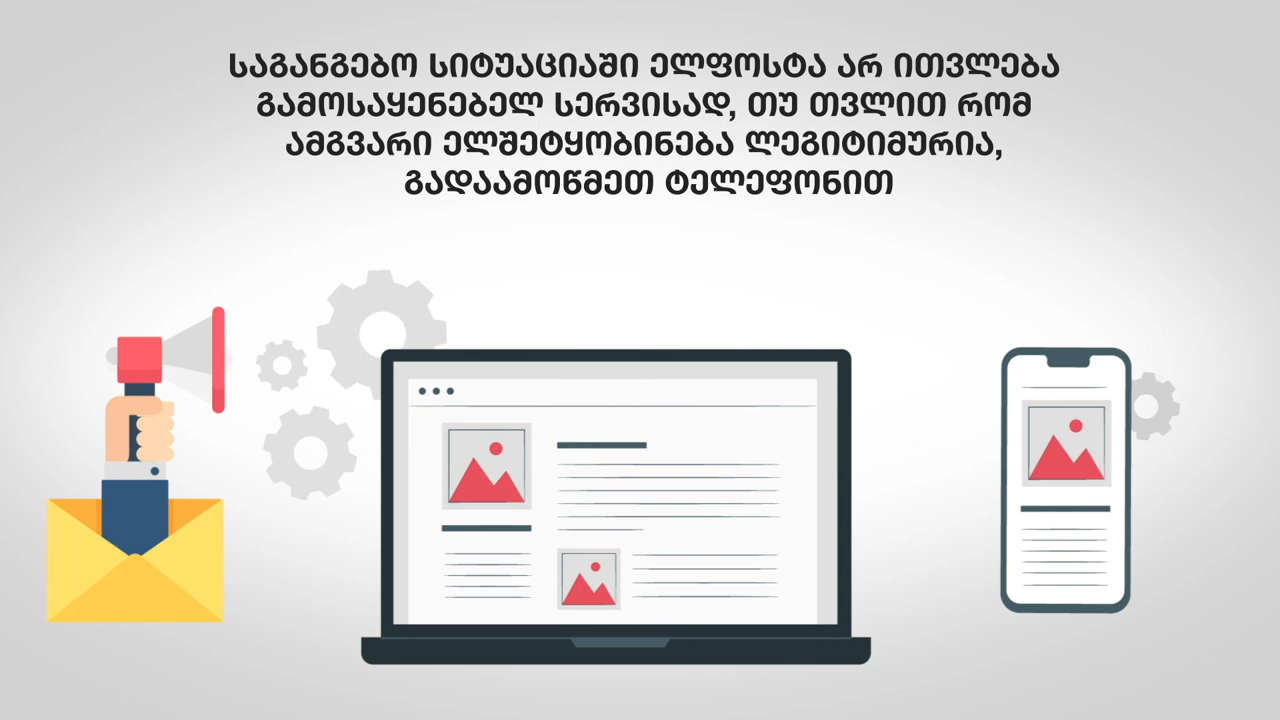 საგანგებო სიტუაციაში ელფოსტა არ ითვლება
გამოსაყენებელ სერვისად, თუ თვლით რომ
ამგვარი ელშეტყობინება ლეგიტიმურია,
გადაამოწმეთ ტელეფონით